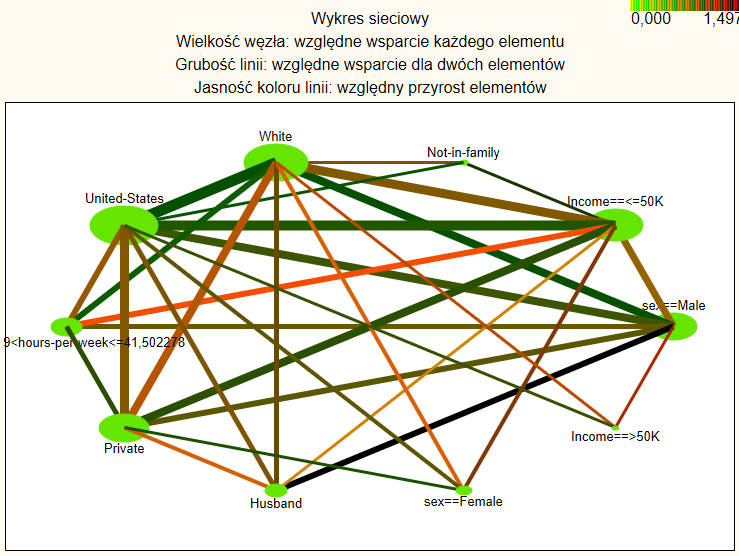 0,000 1,497
Wykres sieciowy
Wielkość węzła: względne wsparcie każdego elementu
Grubość linii: względne wsparcie dla dwóch elementów
Jasność koloru linii: względny przyrost elementów
White
Not-in-family
United-States
Income==<=50K
sex==Male
9<hours-per-week<=41,502278
Private
Income==>50K
Husband
sex==Female